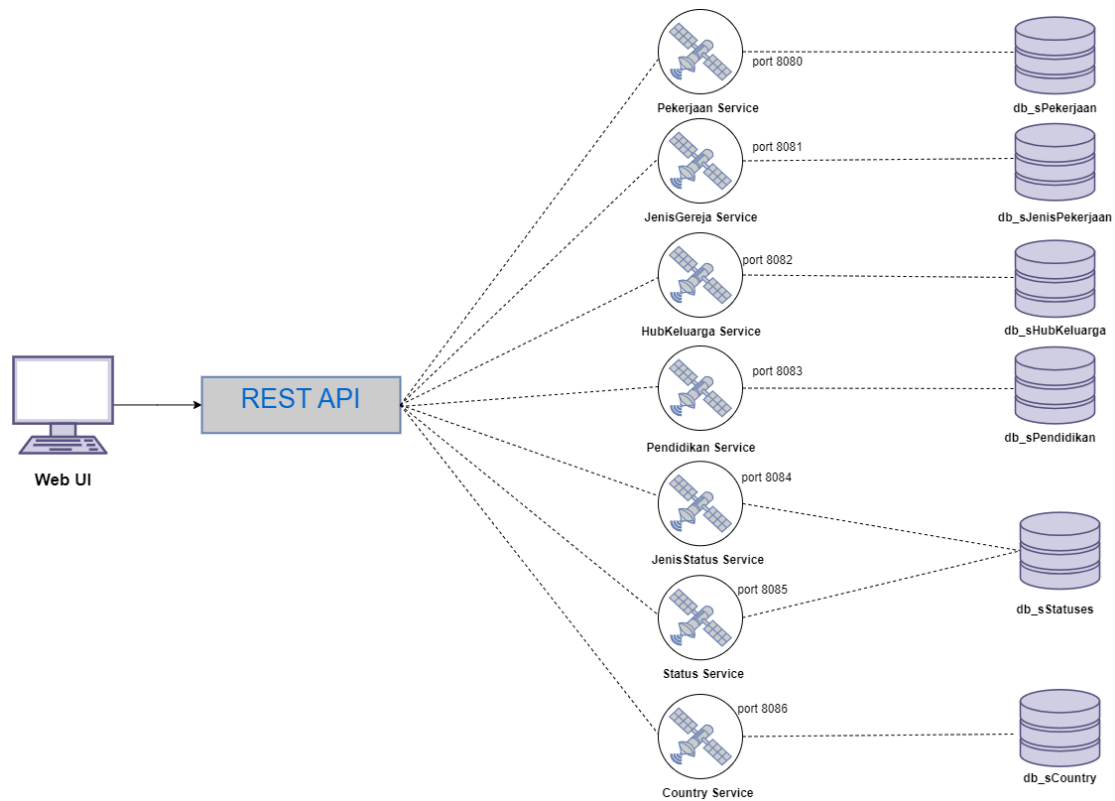 port 8080
Pekerjaan Service
db_sPekerjaan
port 8081
JenisGereja Service
db_sJenisPekerjaan
port 8082
HubKeluarga Service
db_sHubKeluarga
REST API
Web UI
port 8083
Pendidikan Service
db_sPendidikan
port 8084
JenisStatus Service
port 8085
Status Service
db_sStatuses
port 8086
Country Service
db_sCountry